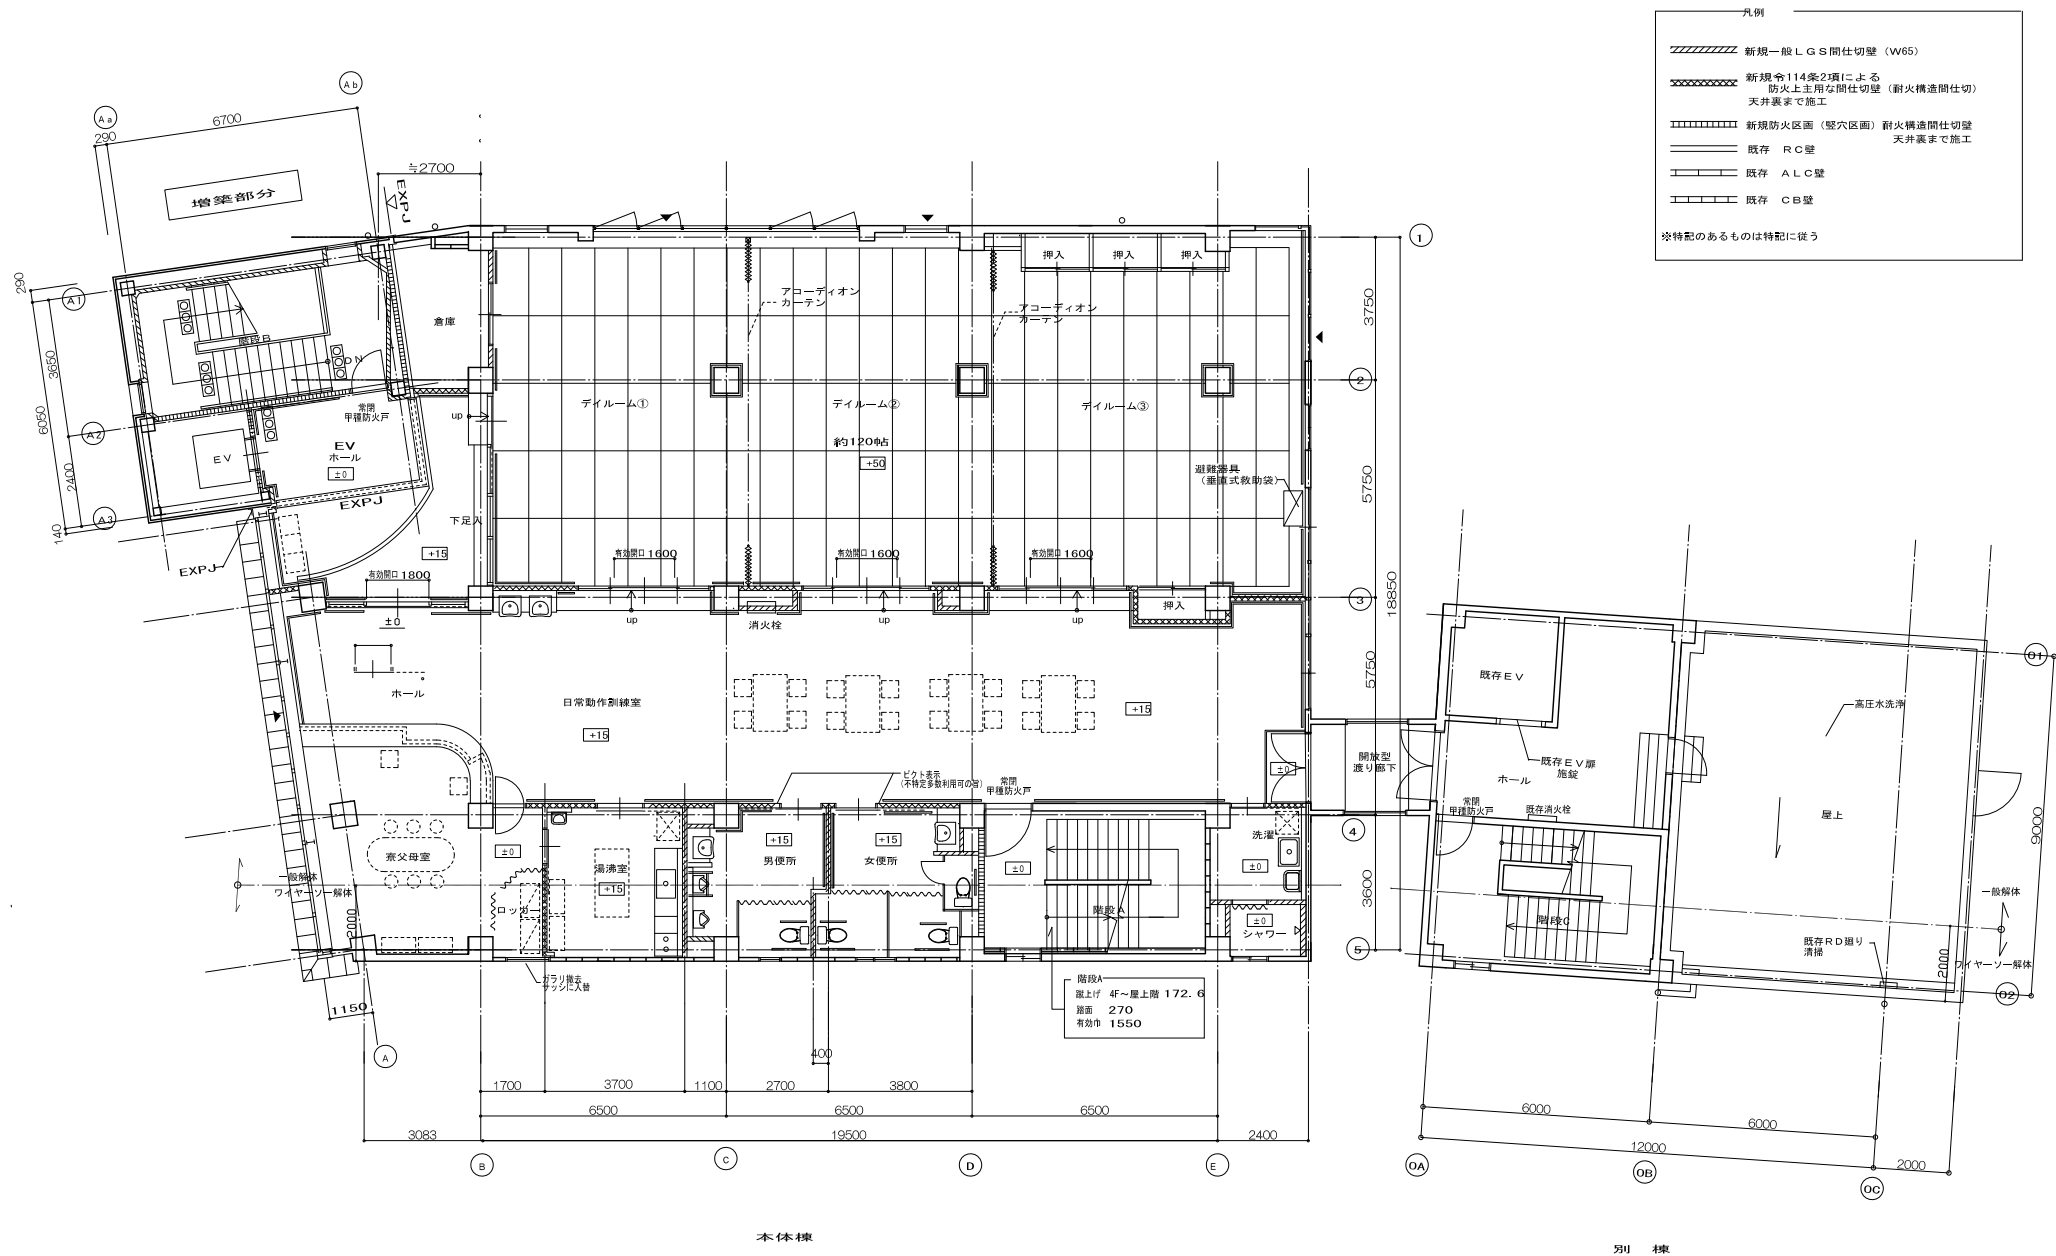 凡例
新規一般ＬＧＳ間仕切壁（W65）
新規令114条2項による
防火上主用な間仕切壁（耐火構造間仕切）
天井裏まで施工
新規防火区画（竪穴区画）耐火構造間仕切壁
天井裏まで施工
既存　ＲＣ壁
既存　ＡＬＣ壁
既存　ＣＢ壁
※特記のあるものは特記に従う
Ab
Aa
6700
290
≒2700
EXPJ
増築部分
1
290
A1
3650
6050
A2
2400
A3
140
階段B
DN
倉庫
押入
押入
押入
アコーディオン
カーテン
アコーディオン
カーテン
3750
2
常閉
甲種防火戸
up
デイルーム①
デイルーム②
デイルーム③
約120帖
+50
EV
EV
ホール
±0
EXPJ
避難器具
（垂直式救助袋）
5750
下足入
+15
EXPJ
有効開口 1800
有効開口 1600
有効開口 1600
有効開口 1600
18850
±0
up
消火栓
up
up
押入
3
ホール
日常動作訓練室
+15
+15
5750
既存ＥＶ
01
高圧水洗浄
ピクト表示
（不特定多数利用可の旨）
常閉
甲種防火戸
±0
開放型
渡り廊下
ホール
既存ＥＶ扉
施錠
常閉
甲種防火戸
既存消火栓
屋上
9000
4
寮父母室
±0
湯沸室
+15
+15
男便所
+15
女便所
±0
洗濯
±0
一般解体
ワイヤーソー解体
2000
ロッカー
階段A
±0
シャワー
3600
5
階段C
一般解体
既存ＲＤ廻り
清掃
2000
ワイヤーソー解体
02
ガラリ撤去
サッシに入替
階段A
蹴上げ　4F～屋上階 172.6
踏面　270
有効巾　1550
1150
A
400
1700
3700
1100
2700
3800
6500
6500
6500
3083
19500
2400
6000
6000
12000
2000
B
C
D
E
0A
0B
0C
本体棟
別　棟